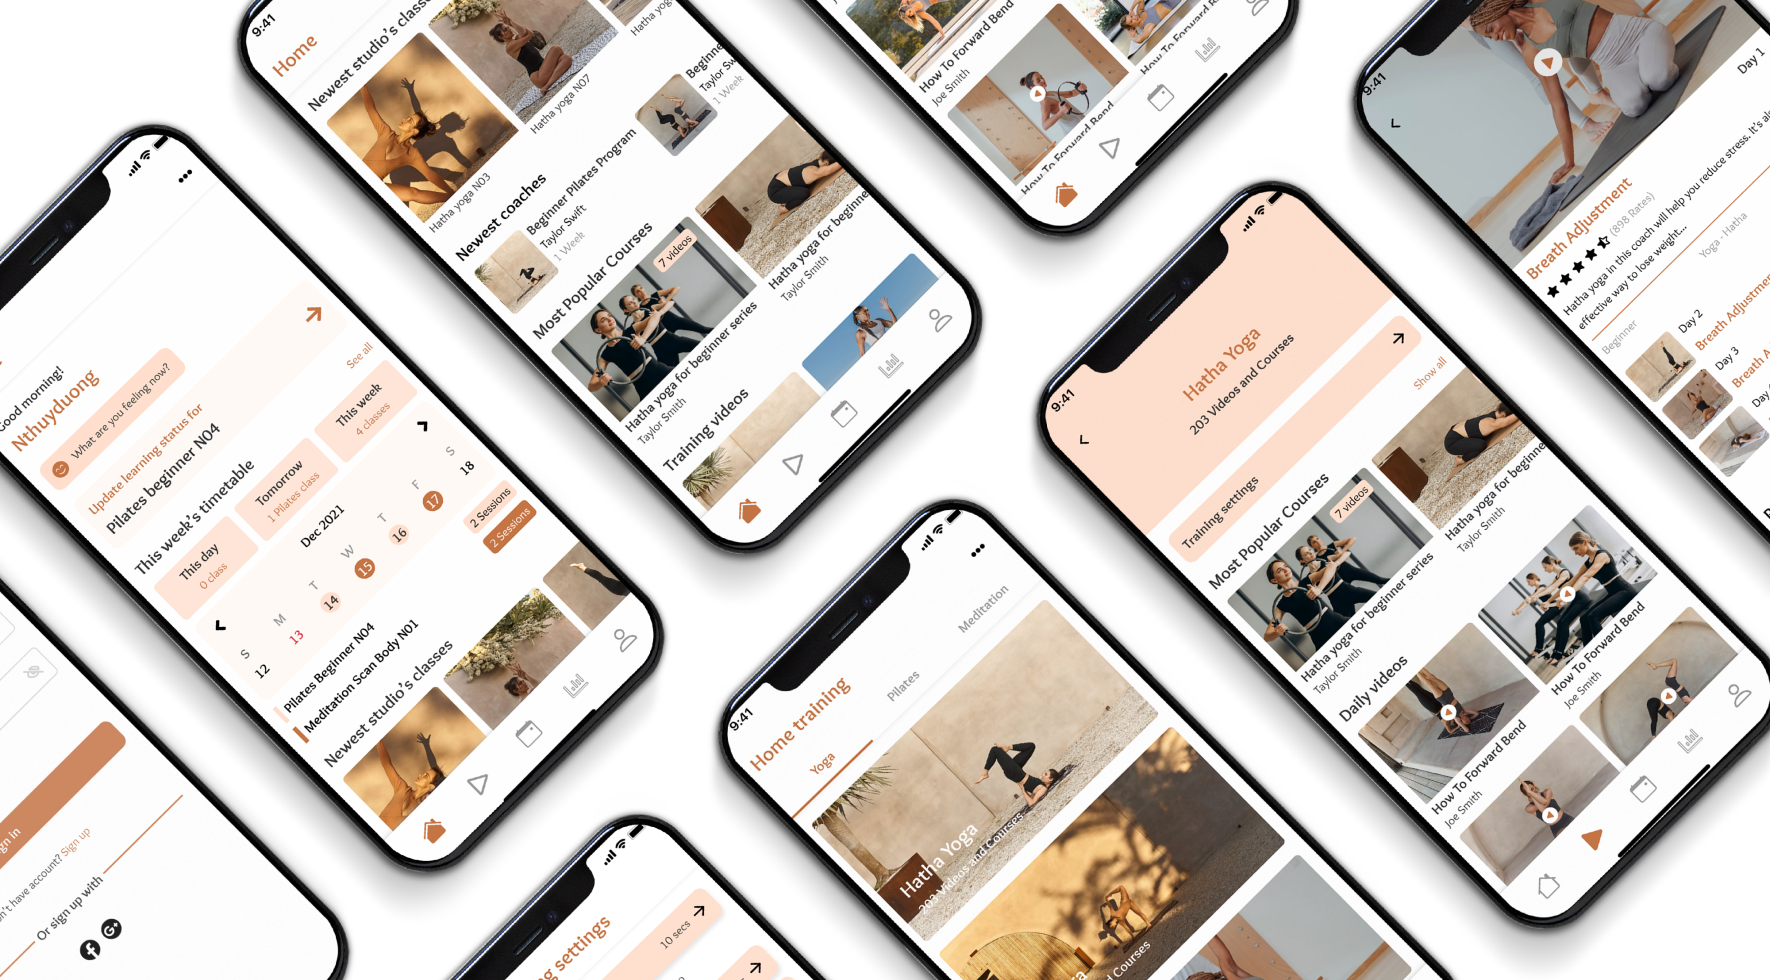 Good morning!
Nthuyduong
What are you feeling now?
Update learning status for
Pilates beginner N04
This week's timetable
See all
This day
0 class
Tomorrow
1 Pilates class
This week
4 classes
Dec 2021
S
M
T
W
T
F
S
12
13
14
15
16
17
18
2 Sessions
2 Sessions
Pilates Beginner N04
Meditation Scan Body N01
Newest studio's classes
gn in
have account? Sign up
Or sign up with
9:41
Home
Newest studio's classe
Hatha yoga N03
Hatha yoga N07
Hatha yog
Newest coaches
Beginner Pilates Program
Taylor Swift
1 Week
Beginne
Taylor Sw
1 Week
Most Popular Courses
7 videos
Hatha yoga for beginner series
Taylor Smith
Hatha yoga for beginne
Taylor Smith
Training videos
How To Forward Bend
Joe Smith
How To Forward Bend
How To Forward B
9:41
Home training
Yoga
Pilates
Meditation
Hatha Yoga
203 Videos and Courses
d Courses
g settings
10 secs
9:41
Hatha Yoga
203 Videos and Courses
Training settings
Show all
Most Popular Courses
7 videos
Hatha yoga for beginner series
Taylor Smith
Hatha yoga for beginne
Taylor Smith
Daily videos
How To Forward Bend
Joe Smith
How To Forward Bend
Joe Smith
9:41
Day 1
Breath Adjustment
(898 Rates)
Hatha yoga in this coach will help you reduce stress. It's al
effective way to lose weight...
Beginner
Yoga - Hatha
Day 2
Breath Adjustmen
Day 3
Breath A
Day